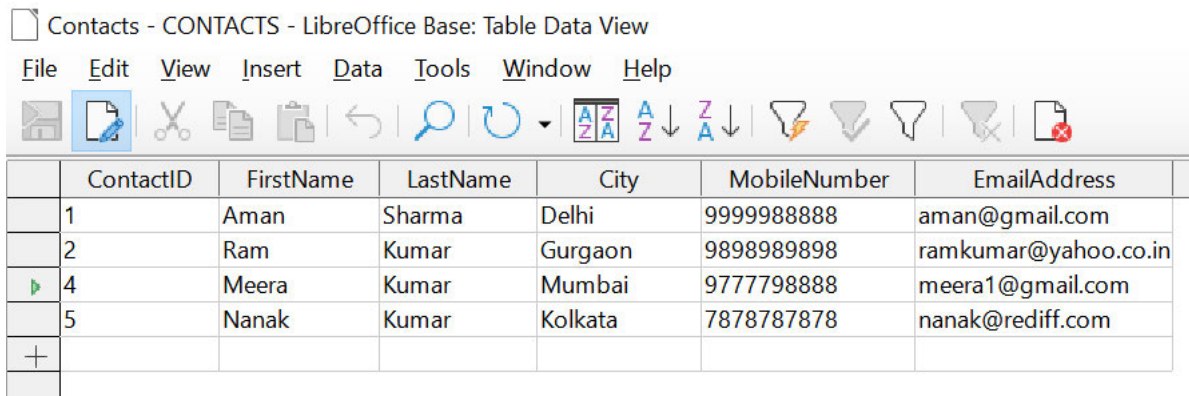 Contacts - CONTACTS - LibreOffice Base: Table Data View
File Edit View Insert Data Tools Window Help
A Z Z A A Z Z A
ContactID FirstName LastName City MobileNumber EmailAddress
1 Aman Sharma Delhi 9999988888 aman@gmail.com
2 Ram Kumar Gurgaon 9898989898 ramkumar@yahoo.co.in
4 Meera Kumar Mumbai 9777798888 meera1@gmail.com
5 Nanak Kumar Kolkata 7878787878 nanak@rediff.com